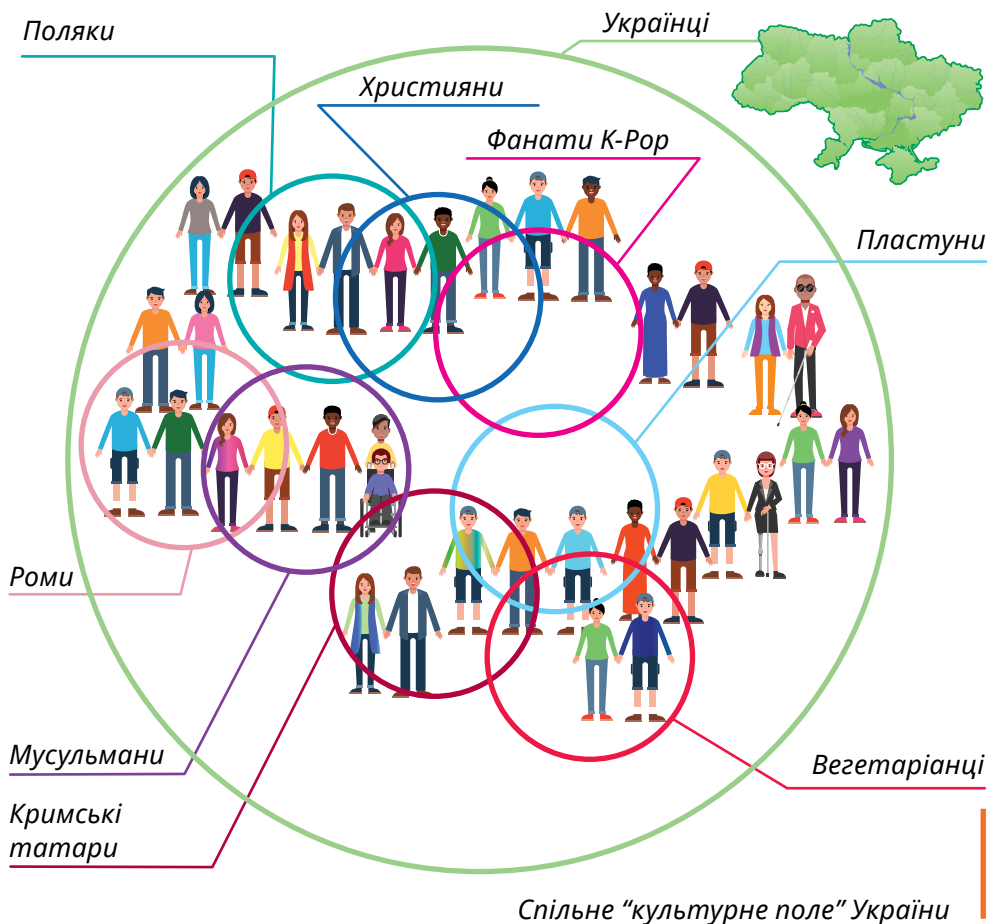 Поляки
Українці
Християни
Фанати K-Pop
Пластуни
Роми
Мусульмани
Вегетаріанці
Кримські
татари
Спільне “культурне поле” України